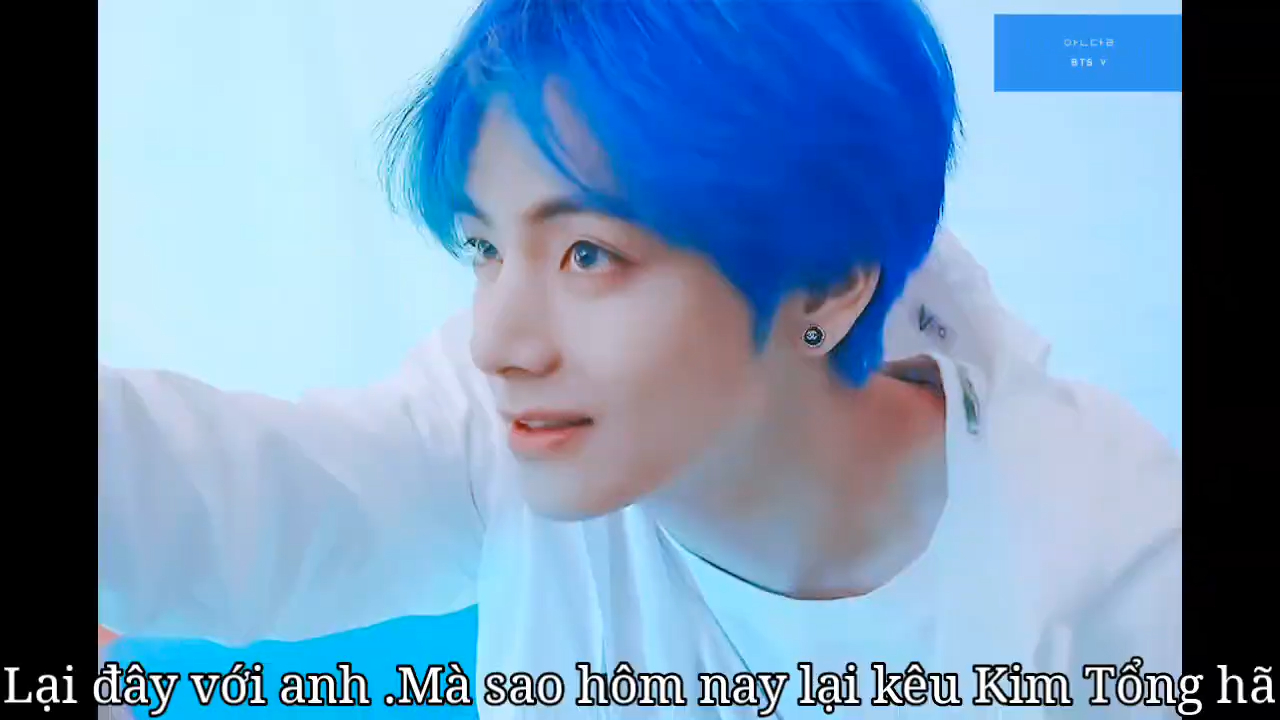 BTS V
Lại đây với anh .Mà sao hôm nay lại kêu Kim Tổng hã